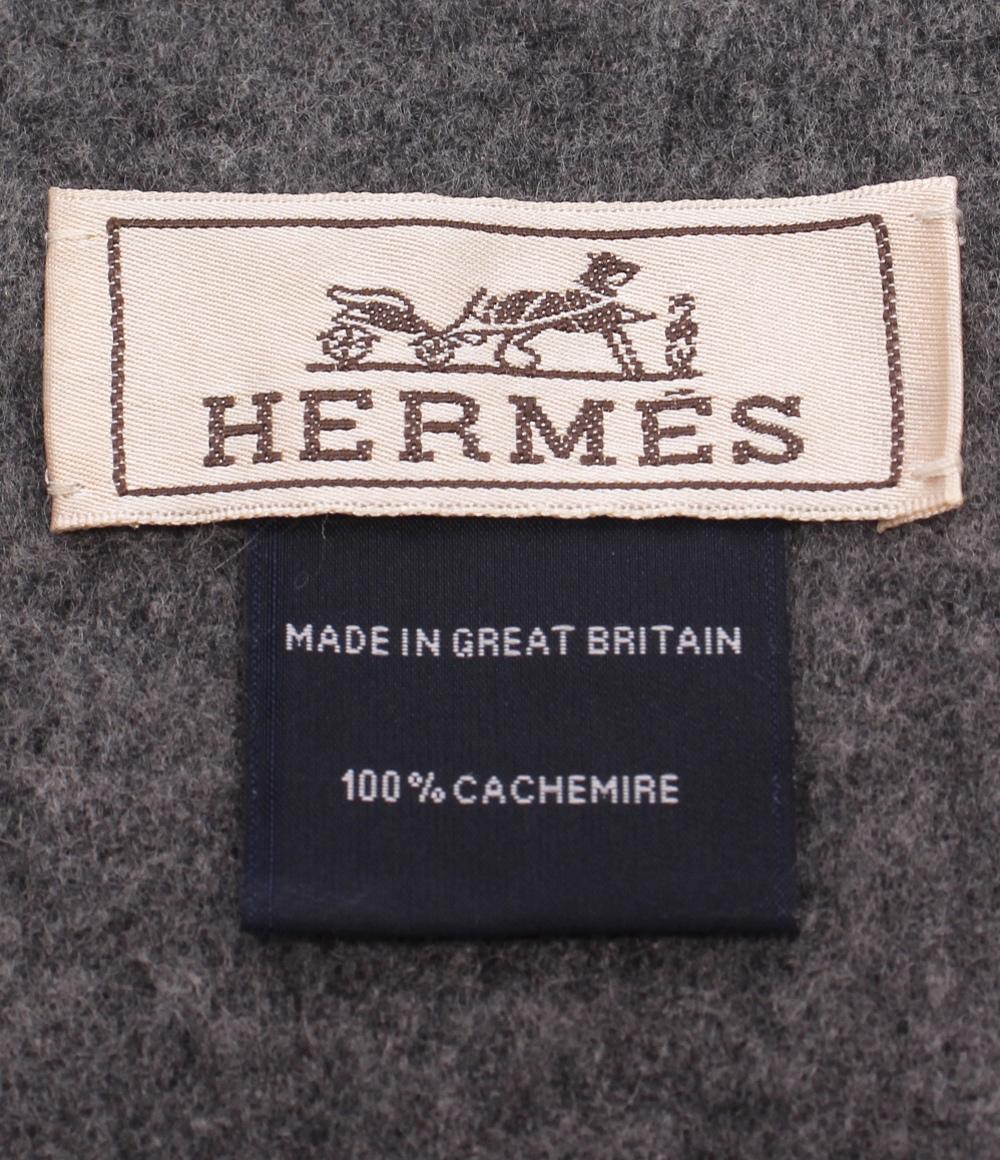 HERMÈS
MADE IN GREAT BRITAIN
100% CACHEMIRE